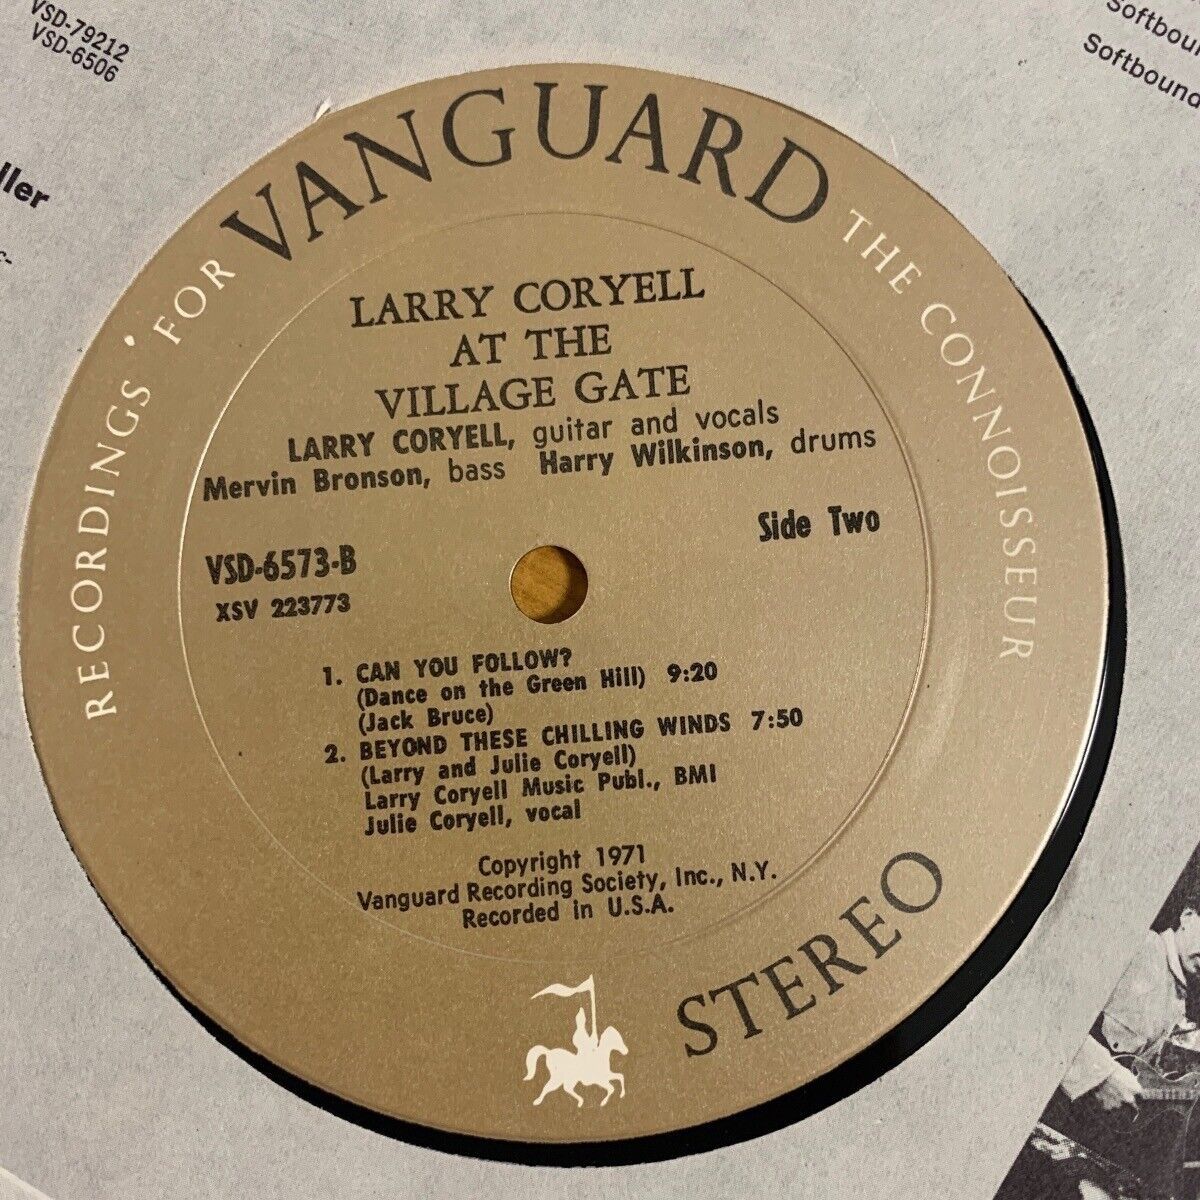 VSD-79212
VSD-6506
Softbound
ller
c-
RECORDINGS FOR VANGUARD THE CONNOISSEUR
LARRY CORYELL
AT THE
VILLAGE GATE
LARRY CORYELL, guitar and vocals
Mervin Bronson, bass Harry Wilkinson, drums
Side Two
VSD-6573-B
XSV 223773
1. CAN YOU FOLLOW?
(Dance on the Green Hill) 9:20
(Jack Bruce)
2. BEYOND THESE CHILLING WINDS 7:50
(Larry and Julie Coryell)
Larry Coryell Music Publ., BMI
Julie Coryell, vocal
Copyright 1971
Vanguard Recording Society, Inc., N.Y.
Recorded in U.S.A.
STEREO